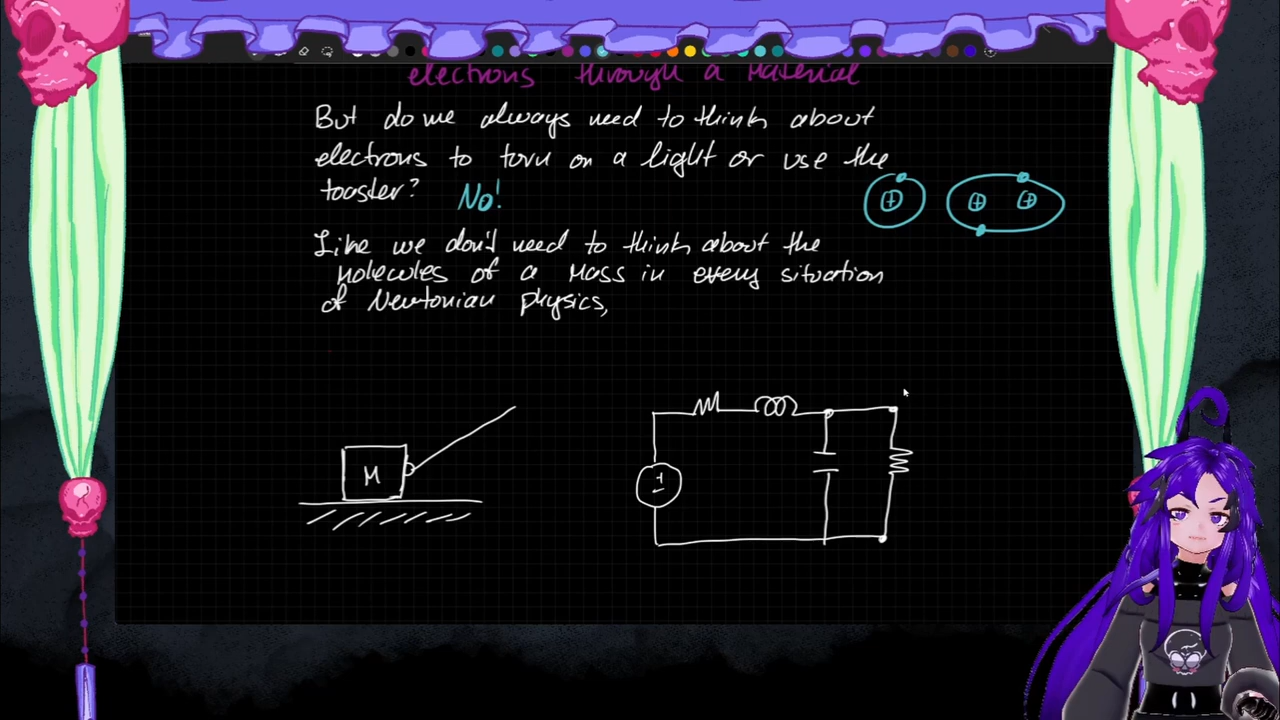 electrons through a Material
But do we always need to think about
electrons to torn on a light or use the
toaster? No!
+ + +
Like we don't need to think about the
molecules of a Mass in every situation
of Newtonian physics,
M
+
-